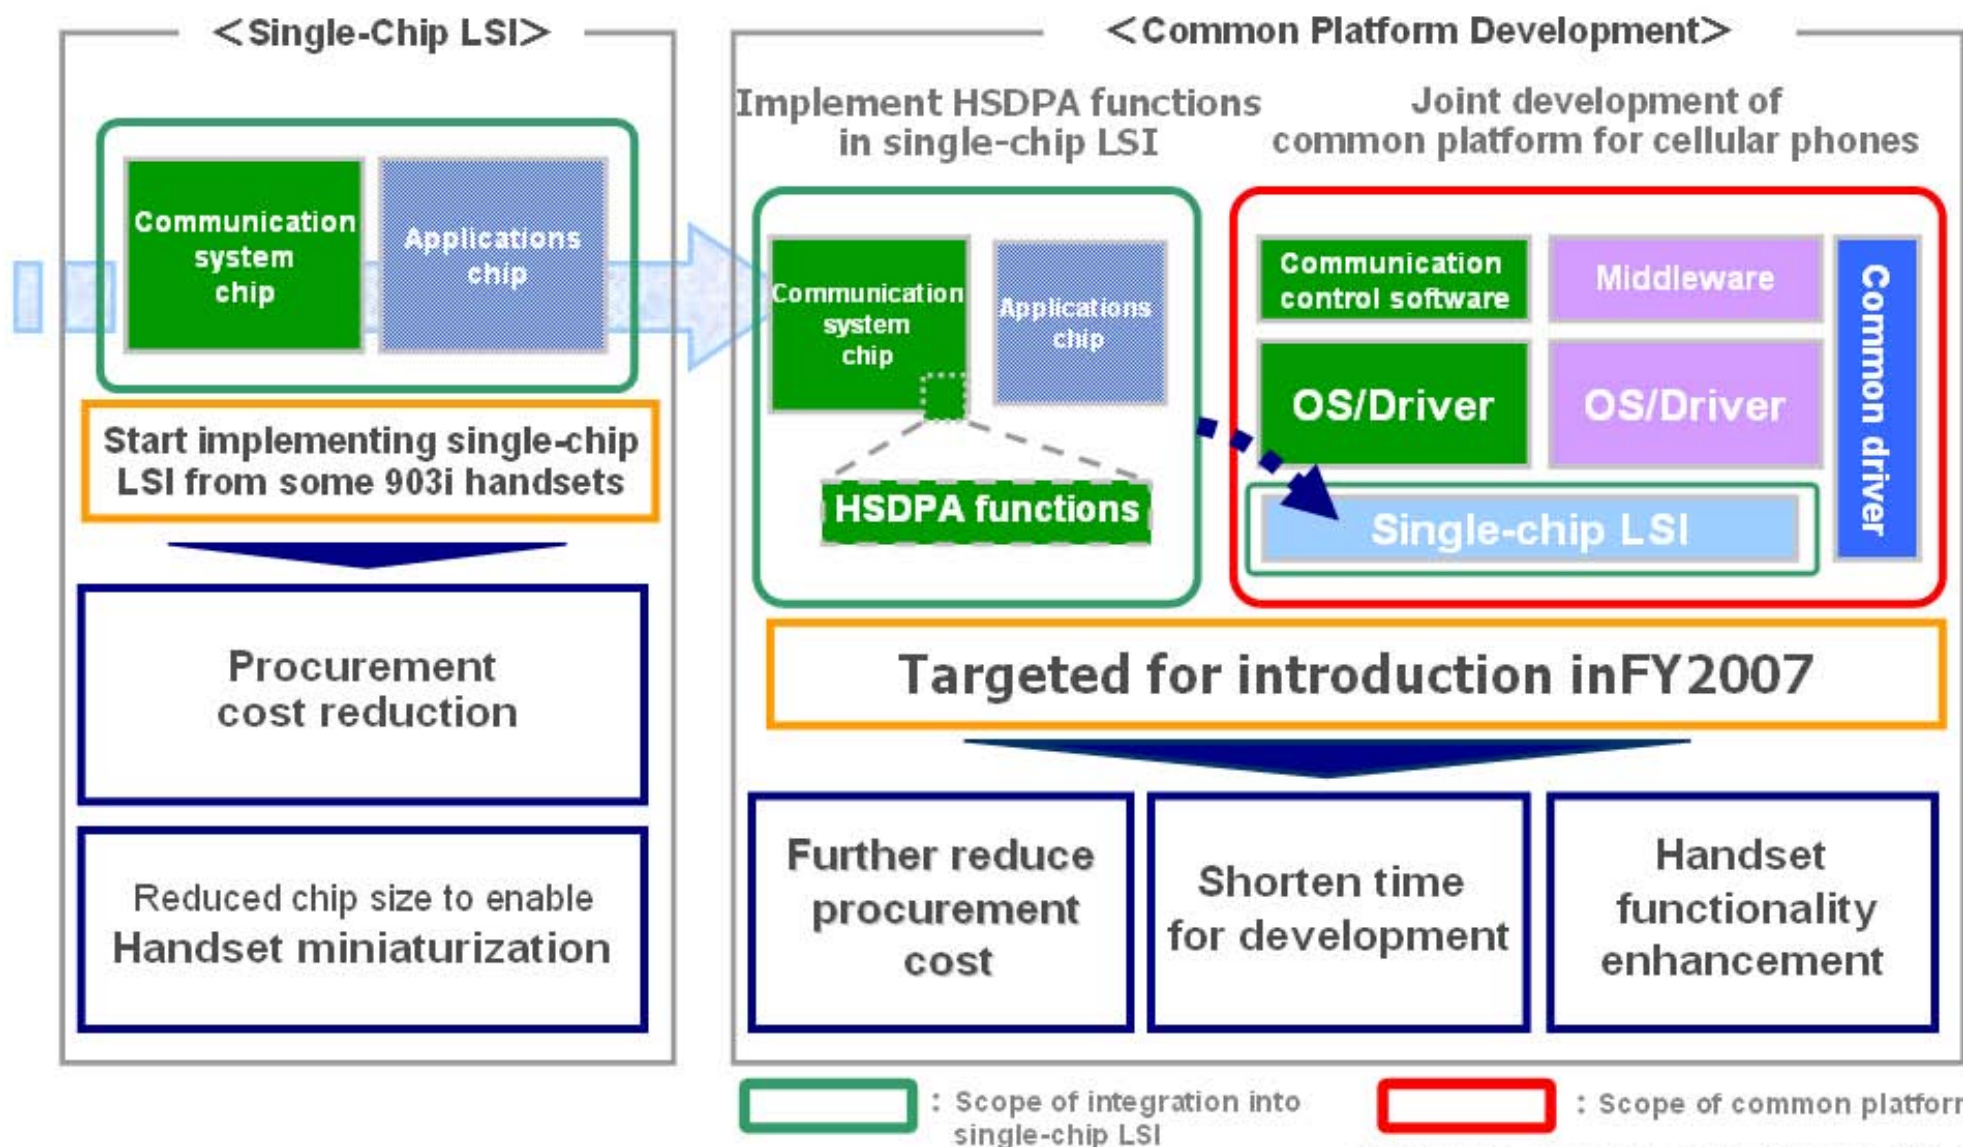 <Single-Chip LSI>
Communication
system
chip
Applications
chip
Start implementing single-chip
LSI from some 903i handsets
Procurement
cost reduction
Reduced chip size to enable
Handset miniaturization
<Common Platform Development>
Implement HSDPA functions
in single-chip LSI
Communication
system
chip
Applications
chip
HSDPA functions
Joint development of
common platform for cellular phones
Communication
control software
Middleware
OS/Driver
OS/Driver
Common driver
Single-chip LSI
Targeted for introduction inFY2007
Further reduce
procurement
cost
Shorten time
for development
Handset
functionality
enhancement
: Scope of integration into
single-chip LSI
: Scope of common platform